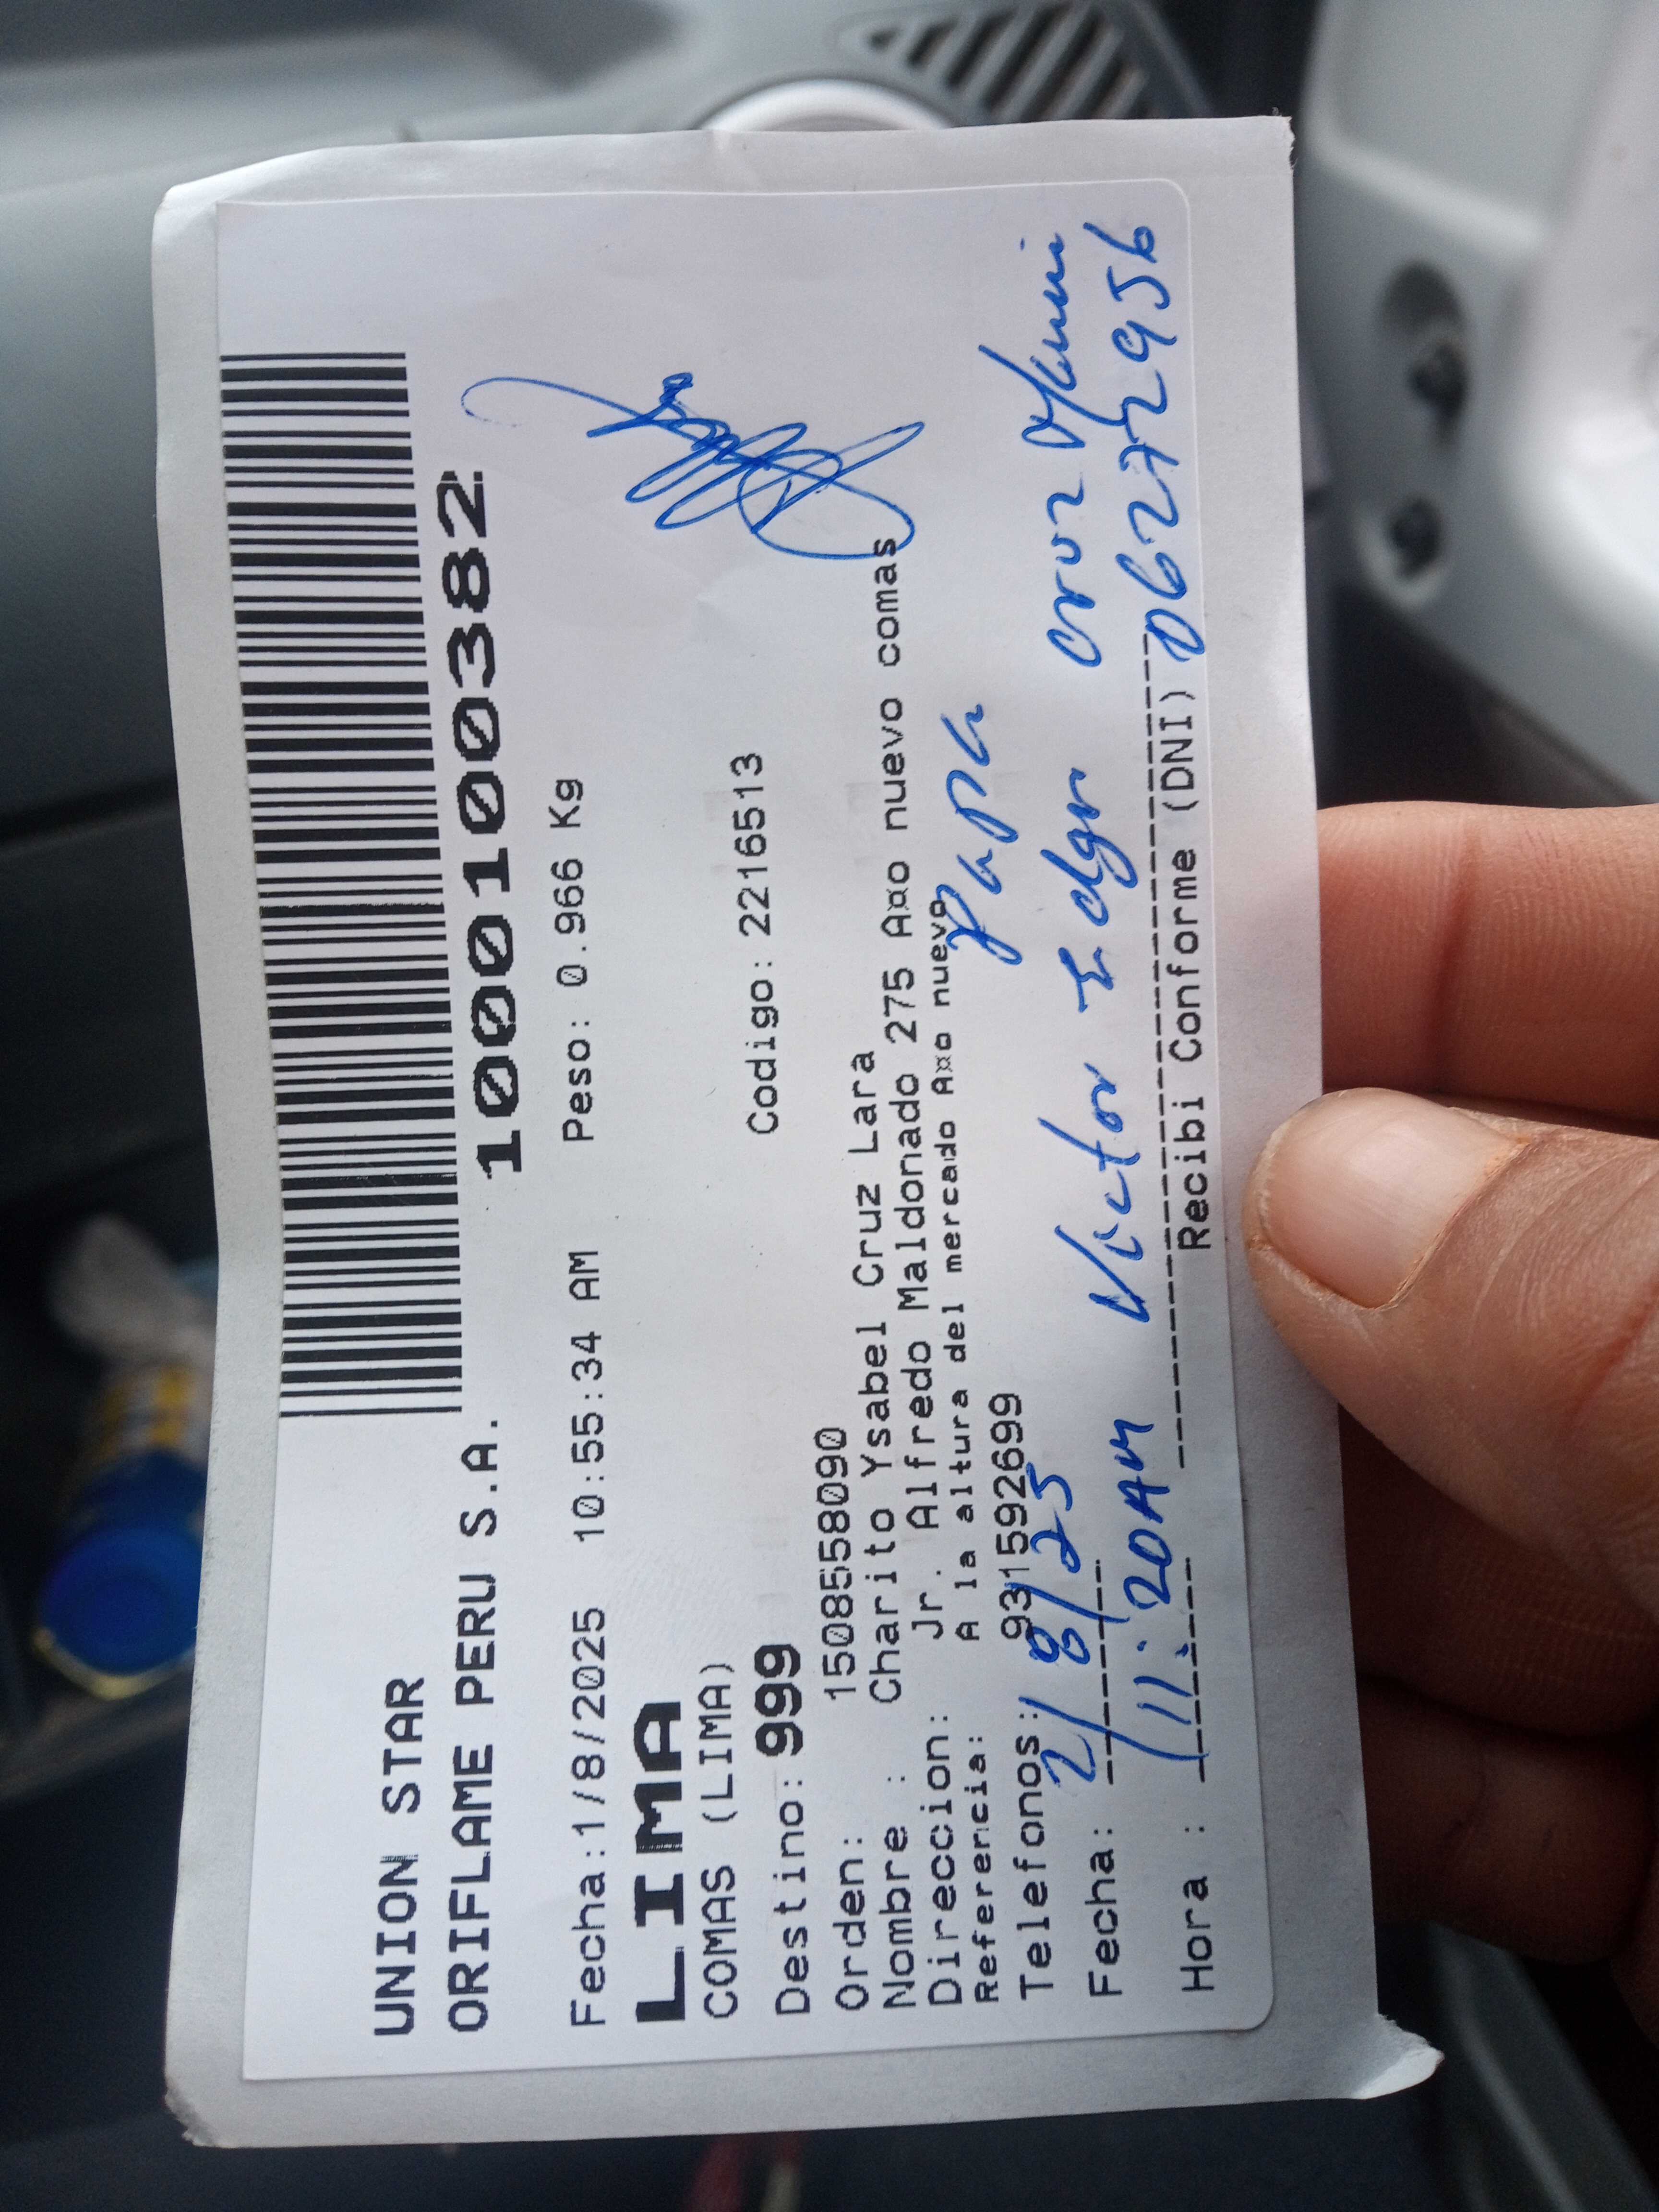 UNION STAR
ORIFLAME PERU S.A.
10001000382
Fecha:1/8/2025 10:55:34 AM Peso: 0.966 Kg
LIMA
COMAS (LIMA)
Destino: 999 Codigo: 2216513
Orden: 1508558090
Nombre : Charito Ysabel Cruz Lara
Direccion: Jr. Alfredo Maldonado 275 A¤o nuevo comas
Referencia: A la altura del mercado A¤o nuevo
Papa
Telefonos: 931592699
Fecha: 2/8/25 Victor Edgr cruz
Hora : 11:20AM
Recibi Conforme (DNI) 06272956